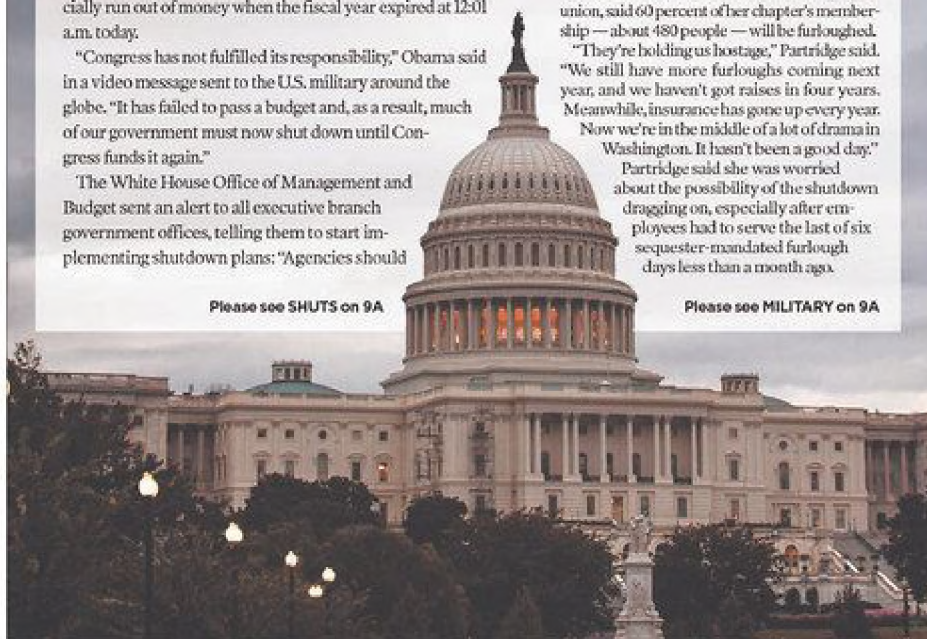 cially run out of money when the fiscal year expired at 12:01
a.m. today.
“Congress has not fulfilled its responsibility,” Obama said
in a video message sent to the U.S. military around the
globe. “It has failed to pass a budget and, as a result, much
of our government must now shut down until Con-
gress funds it again.”
The White House Office of Management and
Budget sent an alert to all executive branch
government offices, telling them to start im-
plementing shutdown plans: “Agencies should
Please see SHUTS on 9A
union, said 60 percent of her chapter’s member-
ship — about 480 people — will be furloughed.
“They’re holding us hostage,” Partridge said.
“We still have more furloughs coming next
year, and we haven’t got raises in four years.
Meanwhile, insurance has gone up every year.
Now we’re in the middle of a lot of drama in
Washington. It hasn’t been a good day.”
Partridge said she was worried
about the possibility of the shutdown
dragging on, especially after em-
ployees had to serve the last of six
sequester-mandated furlough
days less than a month ago.
Please see MILITARY on 9A